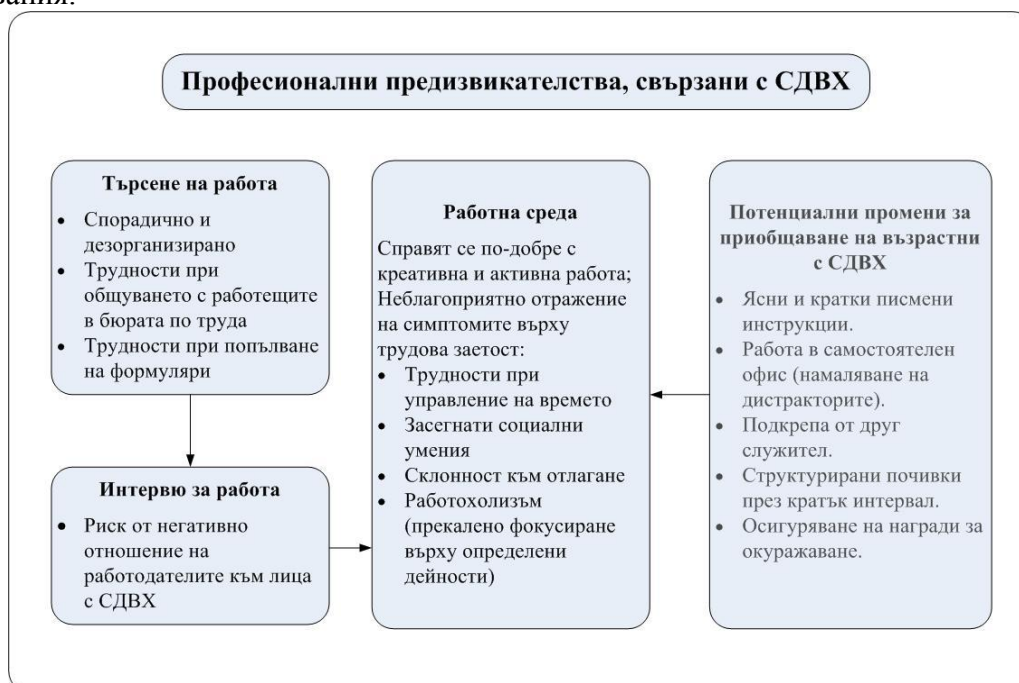 Професионални предизвикателства, свързани с СДВХ
Търсене на работа
• Спорадично и
дезорганизирано
• Трудности при
общуването с работещите
в бюрата по труда
• Трудности при попълване
на формуляри
Интервю за работа
• Риск от негативно
отношение на
работодателите към лица
с СДВХ
Работна среда
Справят се по-добре с
креативна и активна работа;
Неблагоприятно отражение
на симптомите върху
трудова заетост:
• Трудности при
управление на времето
• Засегнати социални
умения
• Склонност към отлагане
• Работохолизъм
(прекалено фокусиране
върху определени
дейности)
Потенциални промени за
приобщаване на възрастни
с СДВХ
• Ясни и кратки писмени
инструкции.
• Работа в самостоятелен
офис (намаляване на
дистракторите).
• Подкрепа от друг
служител.
• Структурирани почивки
през кратък интервал.
• Осигуряване на награди за
окуражаване.